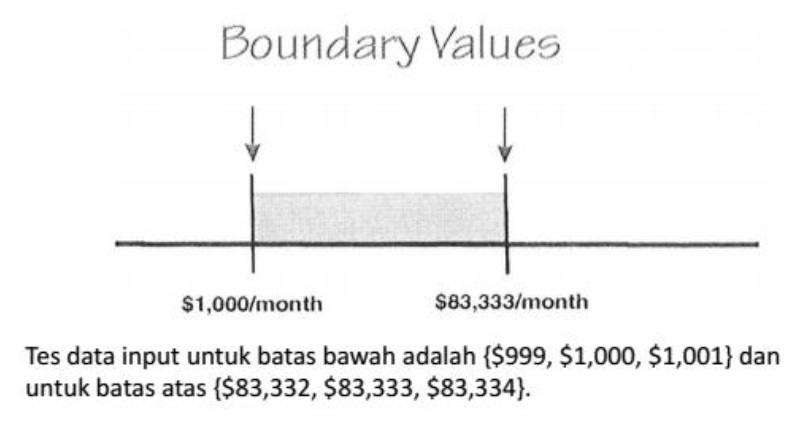 Boundary Values
$1,000/month
$83,333/month
Tes data input untuk batas bawah adalah {$999, $1,000, $1,001} dan
untuk batas atas {$83,332, $83,333, $83,334}.